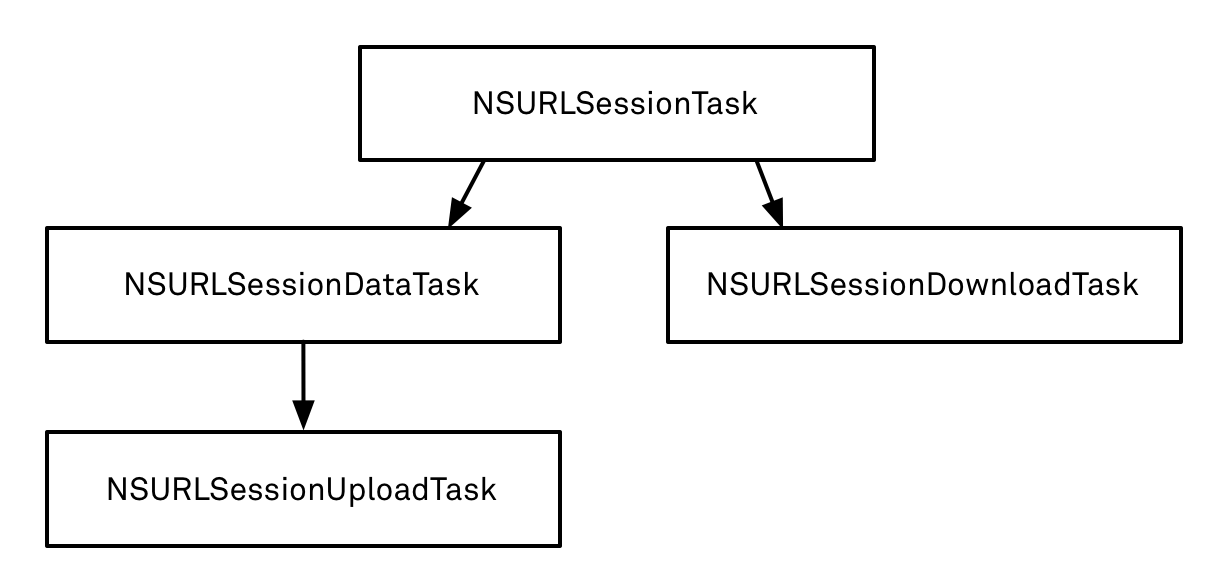 NSURLSessionTask
NSURLSessionDataTask
NSURLSessionDownloadTask
NSURLSessionUploadTask